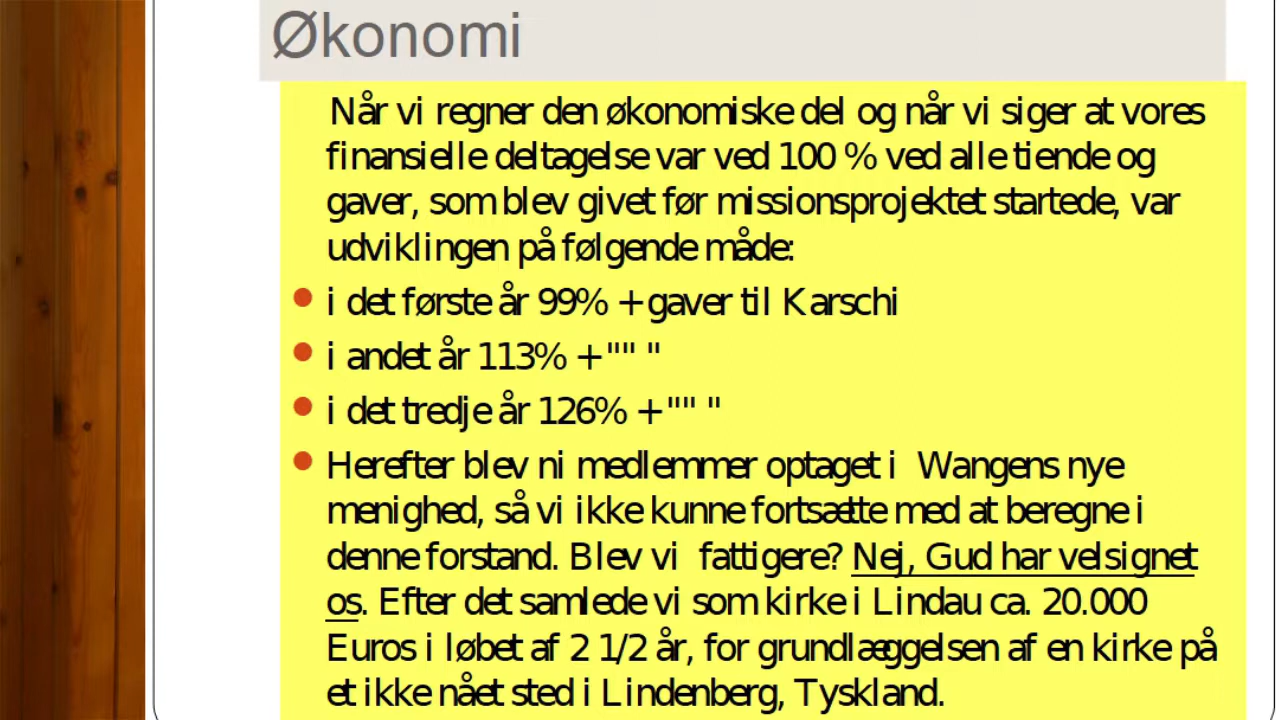 Økonomi
Når vi regner den økonomiske del og når vi siger at vores
finansielle deltagelse var ved 100 % ved alle tiende og
gaver, som blev givet før missionsprojektet startede, var
udviklingen på følgende måde:
i det første år 99% + gaver til Karschi
i andet år 113% + "" "
i det tredje år 126% + "" "
Herefter blev ni medlemmer optaget i Wangens nye
menighed, så vi ikke kunne fortsætte med at beregne i
denne forstand. Blev vi fattigere? Nej, Gud har velsignet
os. Efter det samlede vi som kirke i Lindau ca. 20.000
Euros i løbet af 2 1/2 år, for grundlæggelsen af en kirke på
et ikke nået sted i Lindenberg, Tyskland.